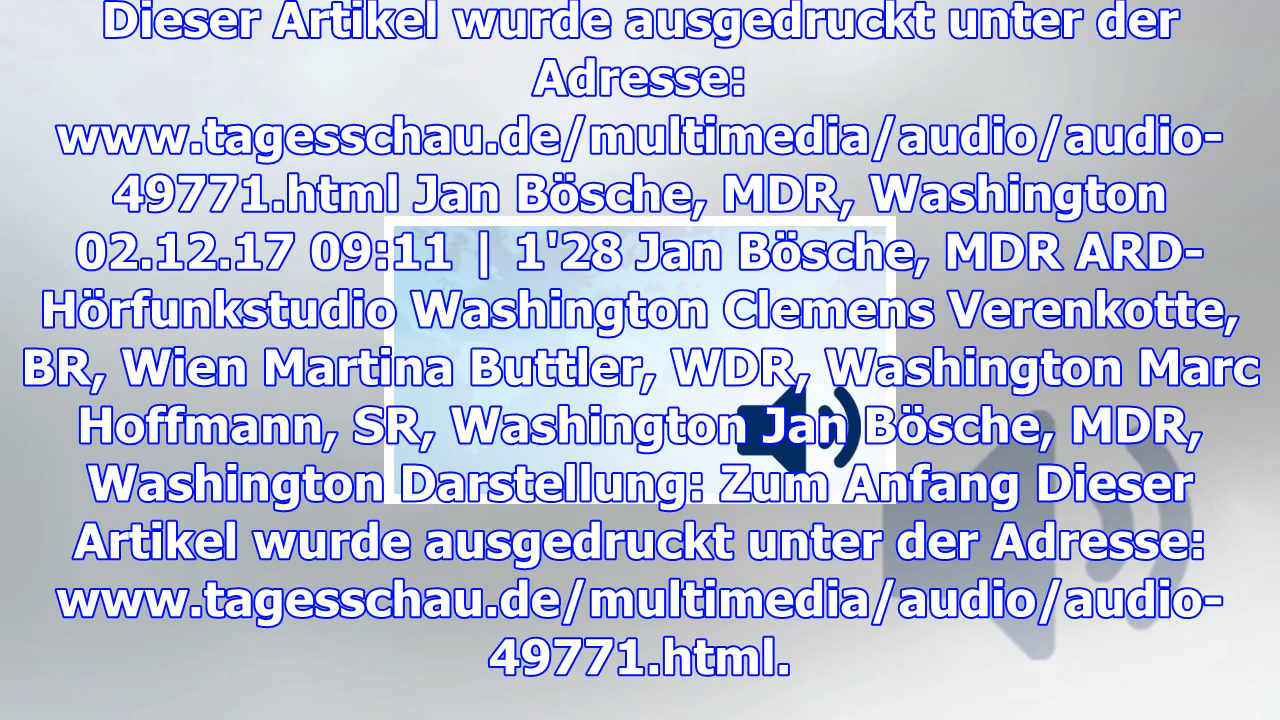 Dieser Artikel wurde ausgedruckt unter der
Adresse:
www.tagesschau.de/multimedia/audio/audio-
49771.html Jan Bösche, MDR, Washington
02.12.17 09:11 | 1'28 Jan Bösche, MDR ARD-
Hörfunkstudio Washington Clemens Verenkotte,
BR, Wien Martina Buttler, WDR, Washington Marc
Hoffmann, SR, Washington Jan Bösche, MDR,
Washington Darstellung: Zum Anfang Dieser
Artikel wurde ausgedruckt unter der Adresse:
www.tagesschau.de/multimedia/audio/audio-
49771.html.